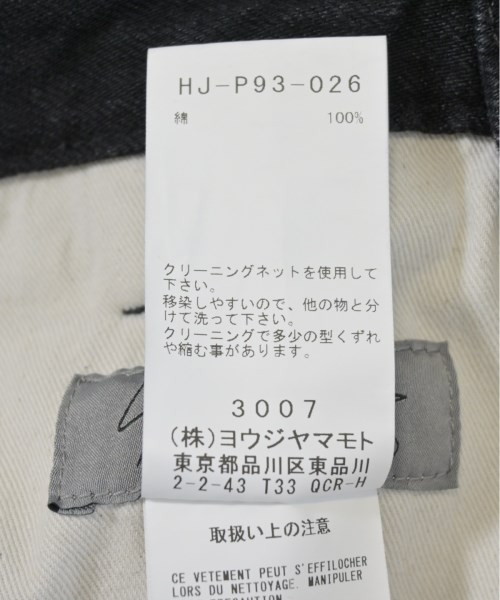 HJ-P93-026
綿 100%
クリーニングネットを使用して
下さい。
移染しやすいので、他の物と分
けて洗って下さい。
クリーニングで多少の型くずれ
や縮む事があります。
3007
(株)ヨウジヤマモト
東京都品川区東品川
2-2-43 T33 QCR-H
取扱い上の注意
CE VETEMENT PEUT S'EFFILOCHER
LORS DU NETTOYAGE. MANIPULER
PRECAUTION